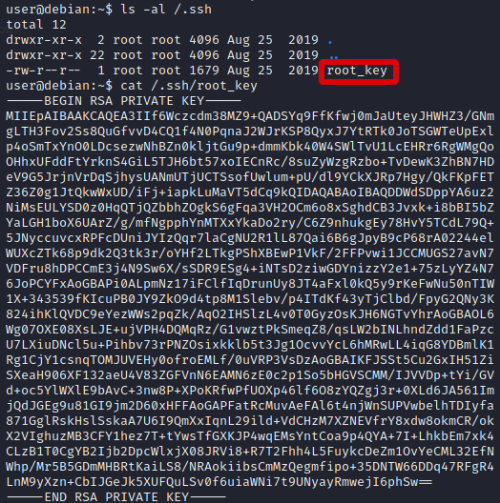 user@debian:~$ ls -al /.ssh
total 12
drwxr-xr-x 2 root root 4096 Aug 25 2019 .
drwxr-xr-x 22 root root 4096 Aug 25 2019 ..
-rw-r--r-- 1 root root 1679 Aug 25 2019 root_key
user@debian:~$ cat /.ssh/root_key
-----BEGIN RSA PRIVATE KEY-----
MIIEpAIBAAKCAQEA3IIf6Wczcdm38MZ9+QADSYq9FfKfwj0mJaUteyJHWHZ3/GNm
gLTH3Fov2Ss8QuGfvvD4CQ1f4N0PqnaJ2WJrKSP8QyxJ7YtRTk0JoTSGWTeUpExl
p4oSmTxYnO0LDcsezwNhBZn0kljtGu9p+dmmKbk40W4SWlTvU1LcEHRr6RgWMgQo
OHhxUFddFtYrknS4GiL5TJH6bt57xoIECnRc/8suZyWzgRzbo+TvDewK3ZhBN7HD
eV9G5JrjnVrDqSjhysUANmUTjUCTSsofUwlum+pU/dl9YCkXJRp7Hgy/QkFKpFET
Z36Z0g1JtQkwWxUD/iFj+iapkLuMaVT5dCq9kQIDAQABAoIBAQDDWdSDppYA6uz2
NiMsEULYSD0z0HqQTjQZbbhZOgkS6gFqa3VH2OCm6o8xSghdCB3Jvxk+i8bBI5bZ
YaLGH1boX6UArZ/g/mfNgpphYnMTXxYkaDo2ry/C6Z9nhukgEy78HvY5TCdL79Q+
5JNyccuvcxRPFcDUniJYIzQqr7laCgNU2R1lL87Qai6B6gJpyB9cP68rA02244el
WUXcZTk68p9dk2Q3tk3r/oYHf2LTkgPShXBEwP1VkF/2FFPvwi1JCCMUGS27avN7
VDFru8hDPCCmE3j4N9Sw6X/sSDR9ESg4+iNTsD2ziwGDYnizzY2e1+75zLyYZ4N7
6JoPCYFxAoGBAPi0ALpmNz17iFClfIqDrunUy8JT4aFxl0kQ5y9rKeFwNu50nTIW
1X+343539fKIcuPB0JY9ZkO9d4tp8M1Slebv/p4ITdKf43yTjClbd/FpyG2QNy3K
824ihKlQVDC9eYezWWs2pqZk/AqO2IHSlzL4v0T0GyzOsKJH6NGTvYhrAoGBAOL6
Wg07OXE08XsLJE+ujVPH4DQMqRz/G1vwztPkSmeqZ8/qsLW2bINLhndZdd1FaPzc
U7LXiuDNcl5u+Pihbv73rPNZOsixkklb5t3Jg1OcvvYcL6hMRwLL4iqG8YDBmlK1
Rg1CjY1csnqTOMJUVEHy0ofroEMLf/0uVRP3VsDzAoGBAIKFJSSt5Cu2GxIH51Zi
SXeaH906XF132aeU4V83ZGFVnN6EAMN6zE0c2p1So5bHGVSCMM/IJVVDp+tYi/GV
d+oc5YlWXlE9bAvC+3nw8P+XPoKRfwPfUOXp46lf6O8zYQZgj3r+0XLd6JA561Im
jQdJGEg9u81GI9jm2D60xHFFAoGAPFatRcMuvAeFAl6t4njWnSUPVwbelhTDIyfa
871GglRskHslSskaA7U6I9QmXxIqnL29ild+VdCHzM7XZNEVfrY8xdw8okmCR/ok
X2VIghuzMB3CFY1hez7T+tYwsTfGXKJP4wqEMsYntCoa9p4QYA+7I+LhkbEm7xk4
CLzB1T0CgYB2Ijb2DpcWlxjX08JRVi8+R7T2Fhh4L5FuykcDeZm1OvYeCML32EfN
Whp/Mr5B5GDmMHBRtKaiLS8/NRAokiibsCmMzQegmfipo+35DNTW66DDq47RFgR4
LnM9yXzn+CbIJGeJk5XUFQuLSv0f6uiaWNi7t9UNyayRmwejI6phSw==
-----END RSA PRIVATE KEY-----